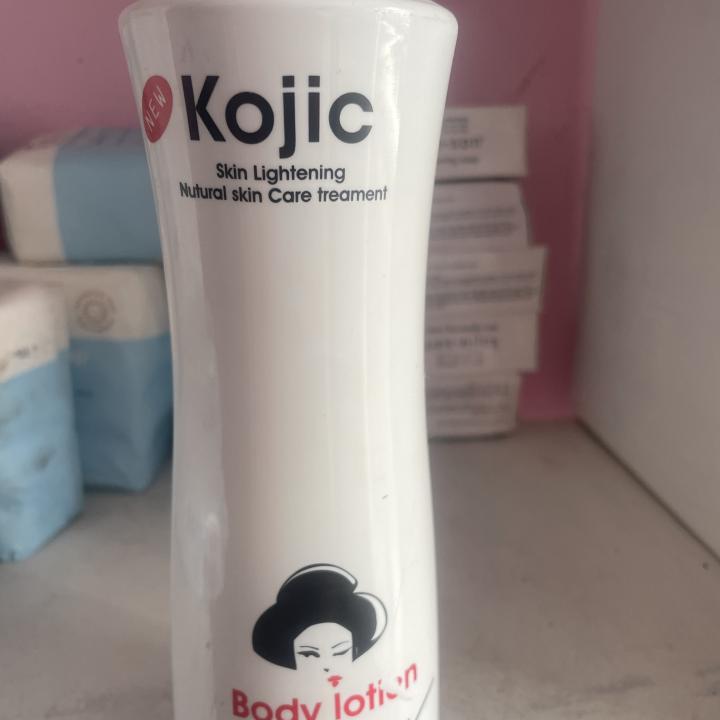 NEW
Kojic
Skin Lightening
Nutural skin Care treament
Body lotion